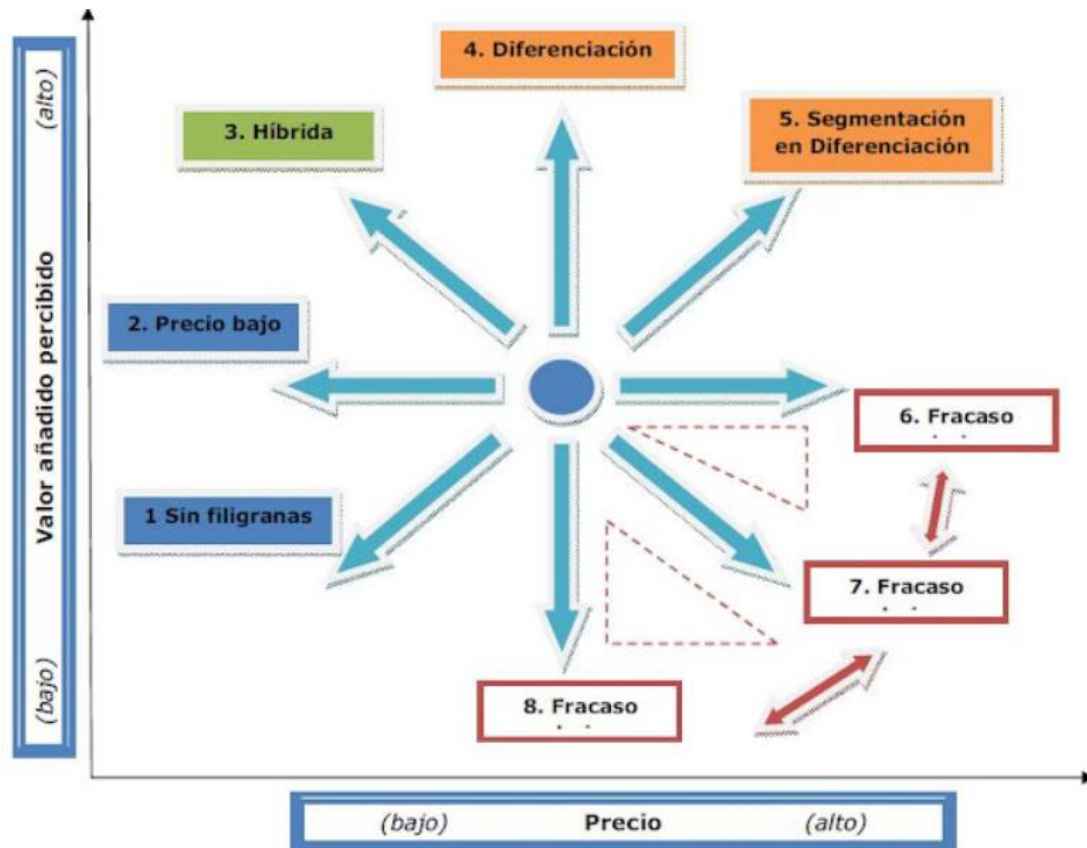 4. Diferenciación
(alto)
3. Híbrida
5. Segmentación
en Diferenciación
Valor añadido percibido
2. Precio bajo
6. Fracaso
1 Sin filigranas
7. Fracaso
(bajo)
8. Fracaso
(bajo) Precio (alto)